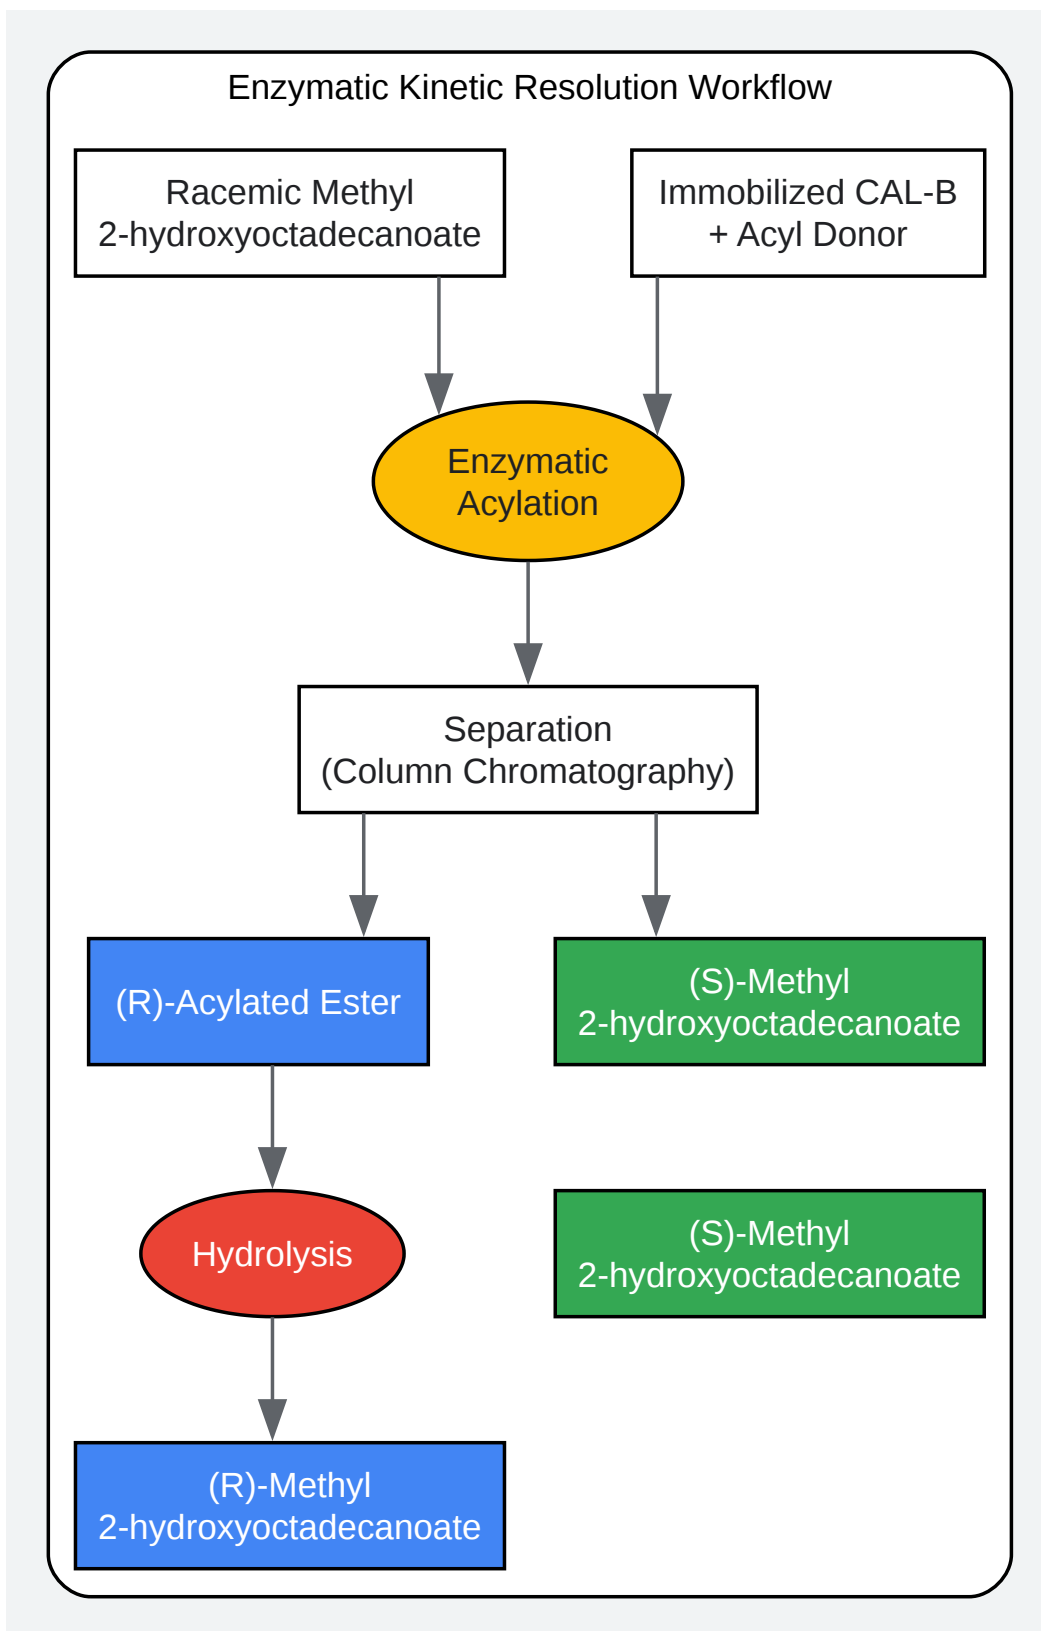 Enzymatic Kinetic Resolution Workflow
Racemic Methyl
2-hydroxyoctadecanoate
Immobilized CAL-B
+ Acyl Donor
Enzymatic
Acylation
Separation
(Column Chromatography)
(R)-Acylated Ester
(S)-Methyl
2-hydroxyoctadecanoate
Hydrolysis
(S)-Methyl
2-hydroxyoctadecanoate
(R)-Methyl
2-hydroxyoctadecanoate